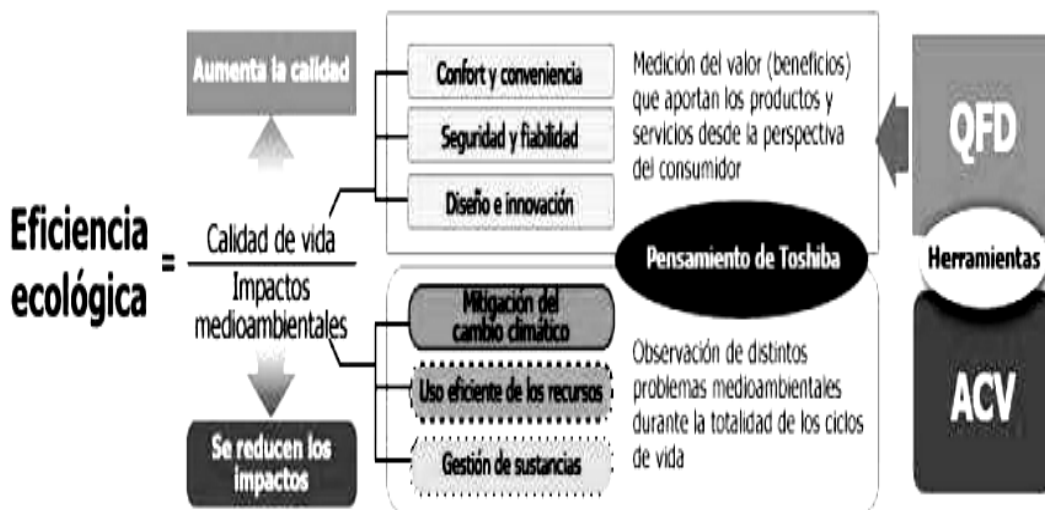 Eficiencia
ecológica
=
Calidad de vida
Impactos
medioambientales
Aumenta la calidad
Se reducen los
impactos
Confort y conveniencia
Seguridad y fiabilidad
Diseño e innovación
Medición del valor (beneficios)
que aportan los productos y
servicios desde la perspectiva
del consumidor
Pensamiento de Toshiba
Mitigación del
cambio climático
Uso eficiente de los recursos
Gestión de sustancias
Observación de distintos
problemas medioambientales
durante la totalidad de los ciclos
de vida
QFD
Herramientas
ACV